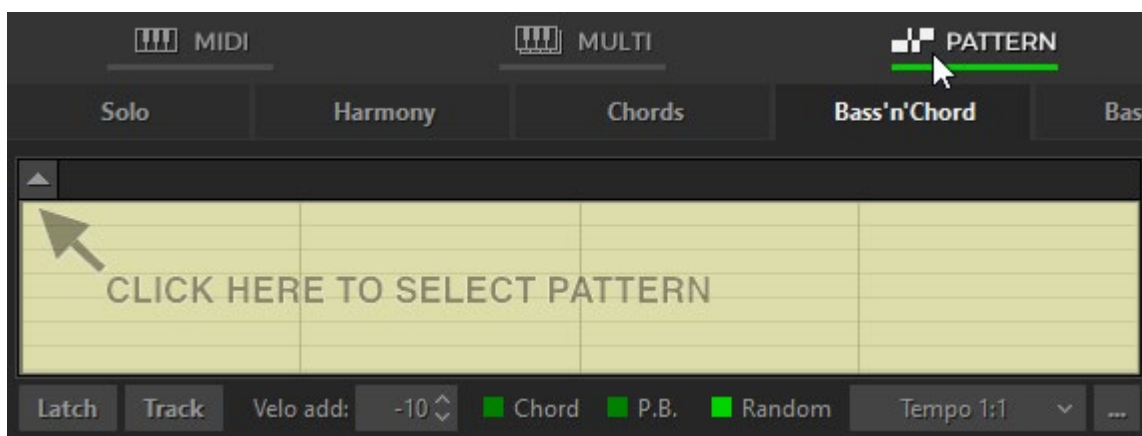 MIDI MULTI PATTERN
Solo Harmony Chords Bass'n'Chord Bas
CLICK HERE TO SELECT PATTERN
Latch Track Velo add: -10 Chord P.B. Random Tempo 1:1 ...